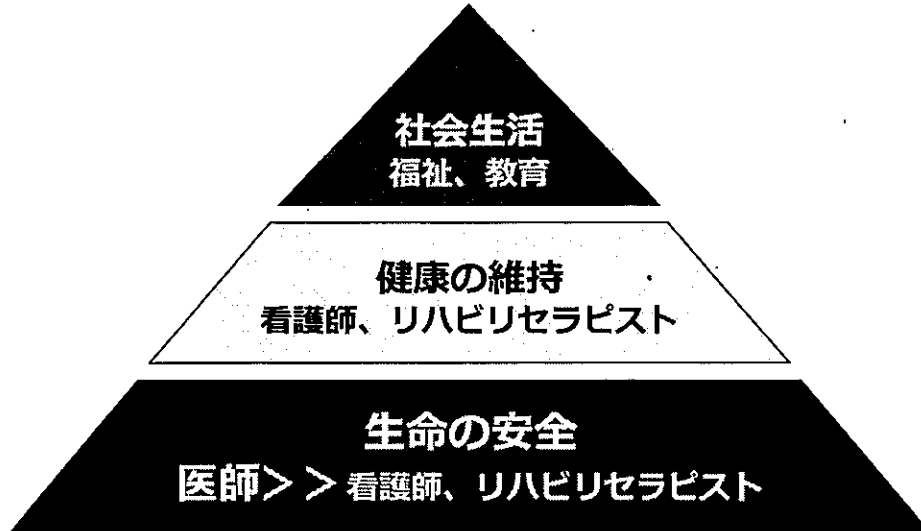 社会生活
福祉、教育
健康の維持
看護師、リハビリセラピスト
生命の安全
医師>>看護師、リハビリセラピスト